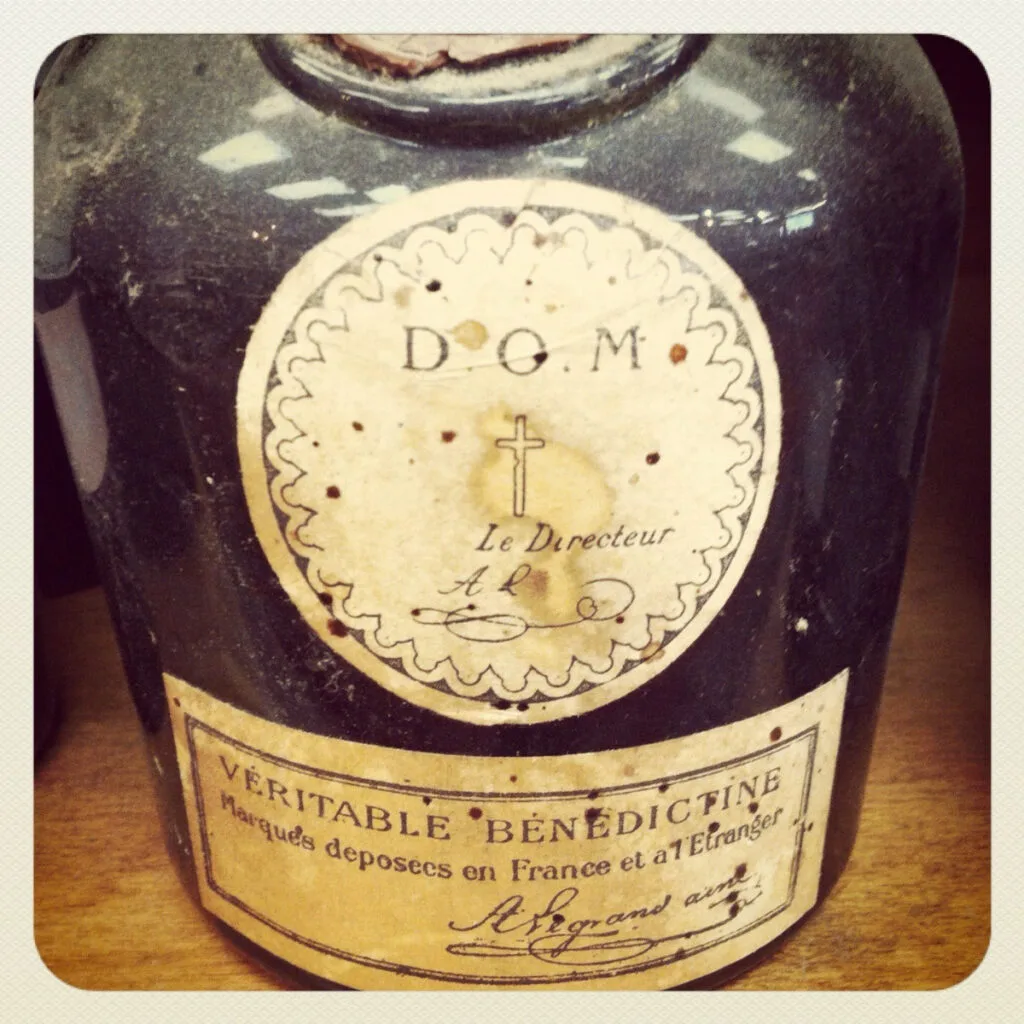 D.O.M
Le Directeur
A L
VÉRITABLE BÉNÉDICTINE
Marques deposees en France et a l'Etranger
A Legrand ainé